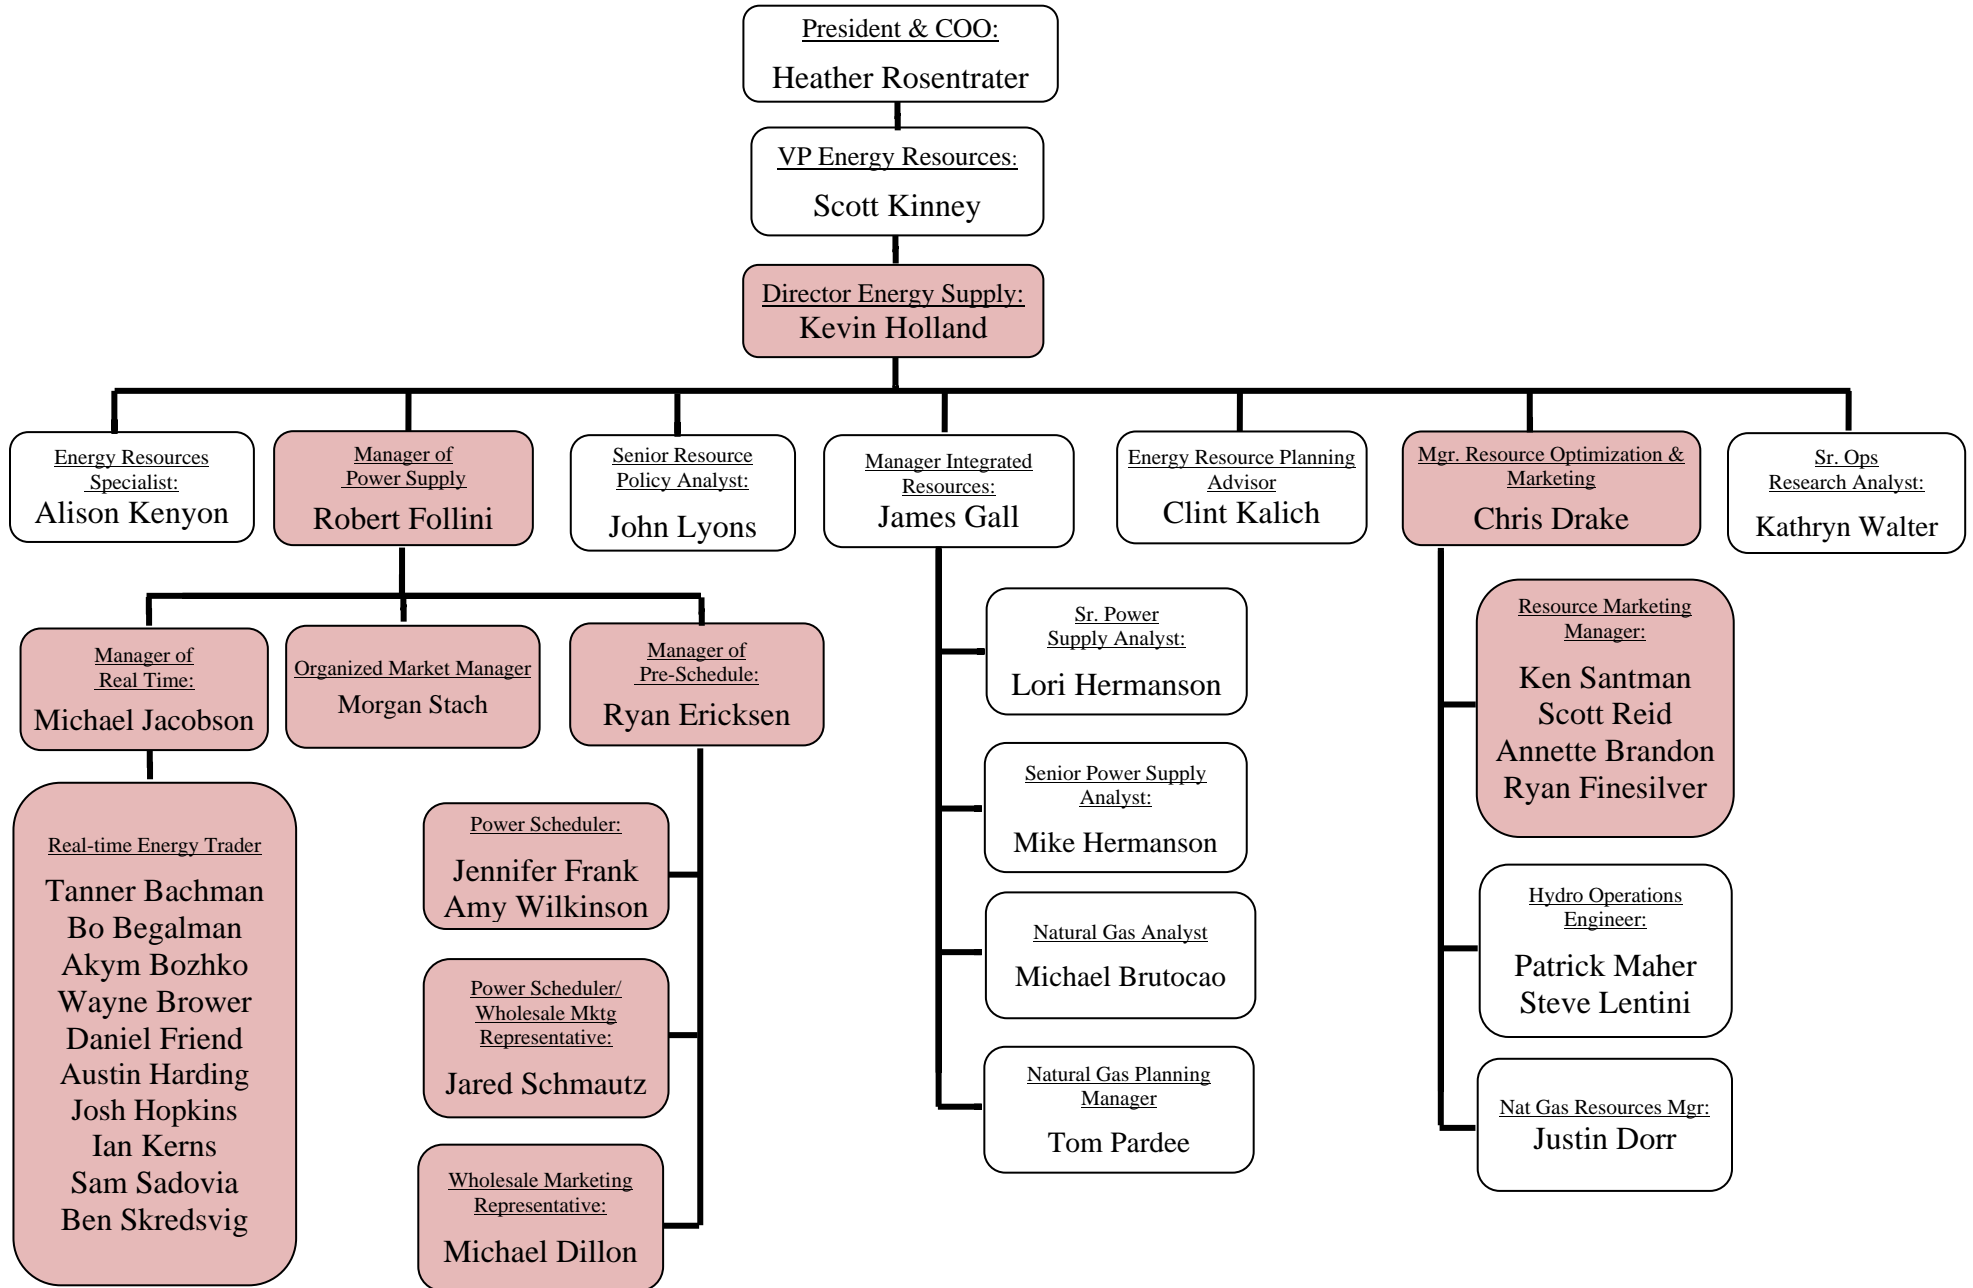 President & COO:
Heather Rosentrater
VP Energy Resources:
Scott Kinney
Director Energy Supply:
Kevin Holland
Energy Resources
Specialist:
Alison Kenyon
Manager of
Power Supply
Robert Follini
Senior Resource
Policy Analyst:
John Lyons
Manager Integrated
Resources:
James Gall
Energy Resource Planning
Advisor
Clint Kalich
Mgr. Resource Optimization &
Marketing
Chris Drake
Sr. Ops
Research Analyst:
Kathryn Walter
Manager of
Real Time:
Michael Jacobson
Organized Market Manager
Morgan Stach
Manager of
Pre-Schedule:
Ryan Ericksen
Real-time Energy Trader
Tanner Bachman
Bo Begalman
Akym Bozhko
Wayne Brower
Daniel Friend
Austin Harding
Josh Hopkins
Ian Kerns
Sam Sadovia
Ben Skredsvig
Power Scheduler:
Jennifer Frank
Amy Wilkinson
Power Scheduler/
Wholesale Mktg
Representative:
Jared Schmautz
Wholesale Marketing
Representative:
Michael Dillon
Sr. Power
Supply Analyst:
Lori Hermanson
Senior Power Supply
Analyst:
Mike Hermanson
Natural Gas Analyst
Michael Brutocao
Natural Gas Planning
Manager
Tom Pardee
Resource Marketing
Manager:
Ken Santman
Scott Reid
Annette Brandon
Ryan Finesilver
Hydro Operations
Engineer:
Patrick Maher
Steve Lentini
Nat Gas Resources Mgr:
Justin Dorr